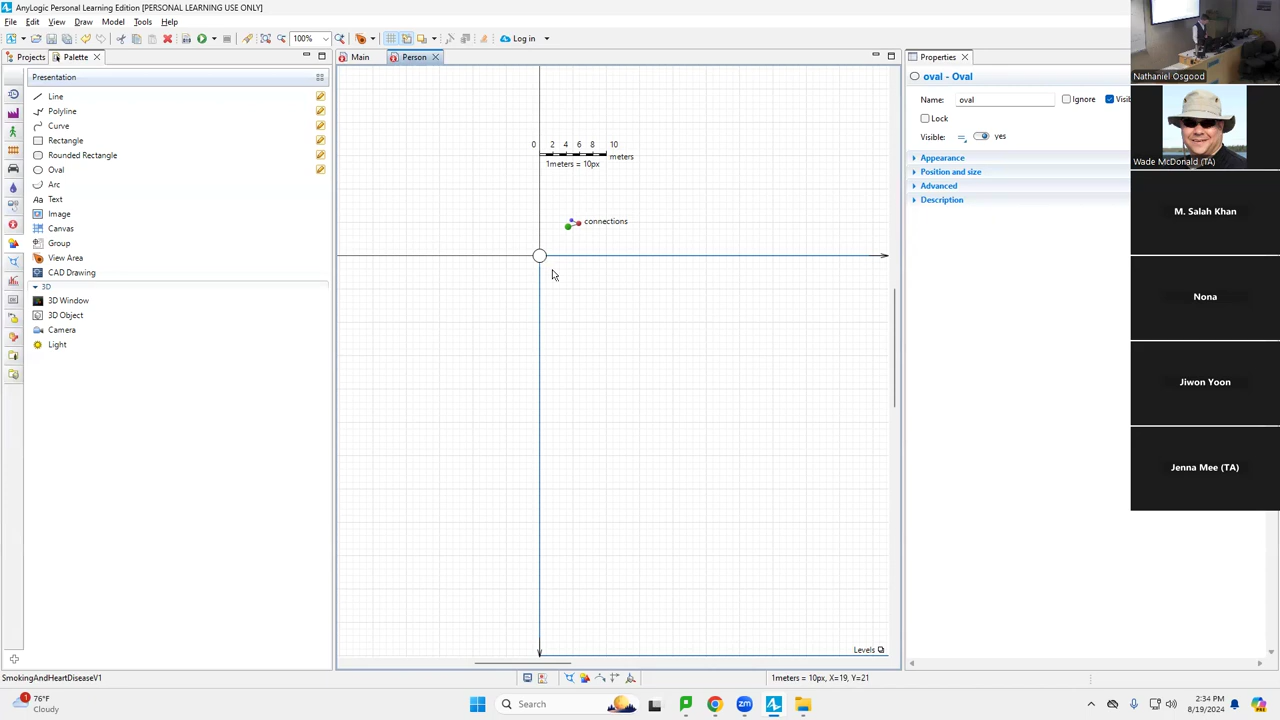 AnyLogic Personal Learning Edition [PERSONAL LEARNING USE ONLY]
File Edit View Draw Model Tools Help
100% Log in
Projects Palette
Main Person
Properties
Presentation
oval - Oval
Line
Polyline
Curve
Rectangle
Rounded Rectangle
Oval
Arc
Text
Image
Canvas
Group
View Area
CAD Drawing
3D
3D Window
3D Object
Camera
Light
0 2 4 6 8 10
meters
1meters = 10px
connections
Levels
Name: oval Ignore Visib
Lock
Visible: yes
Appearance
Position and size
Advanced
Description
Nathaniel Osgood
Wade McDonald (TA)
M. Salah Khan
Nona
Jiwon Yoon
Jenna Mee (TA)
SmokingAndHeartDiseaseV1
1meters = 10px, X=19, Y=21
1
76°F
Cloudy
Search
zm
2:34 PM
8/19/2024